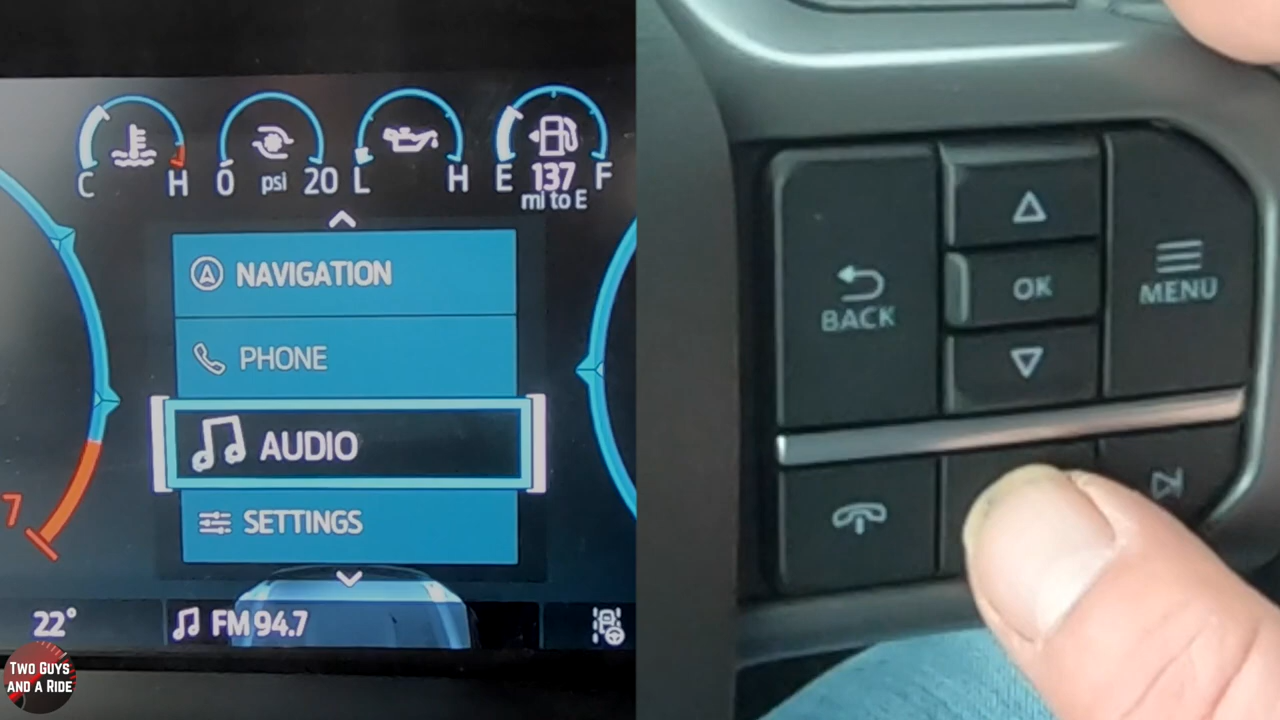 C H 0 psi 20 L H E 137 F
mi to E
NAVIGATION
PHONE
AUDIO
SETTINGS
7
22°
FM 94.7
TWO GUYS
AND A RIDE
BACK
OK
MENU